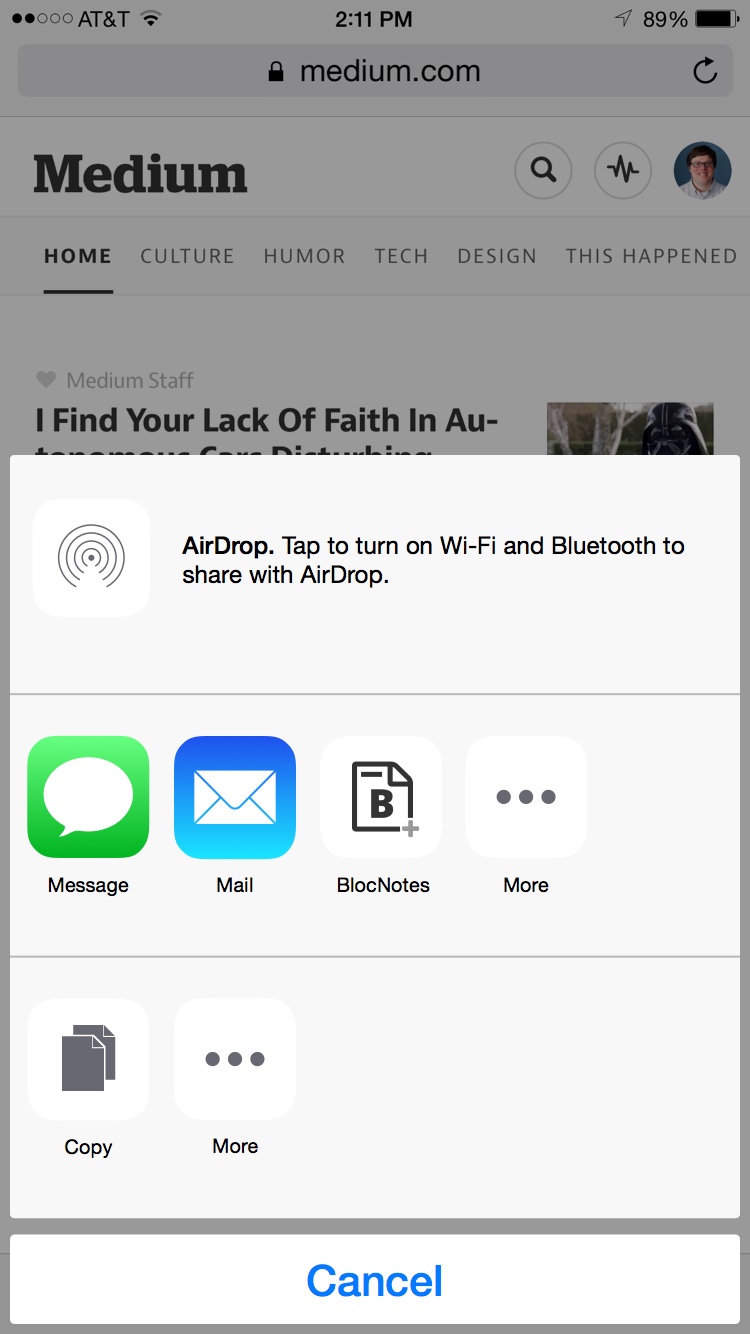 AT&T 2:11 PM 89%
medium.com
Medium
HOME CULTURE HUMOR TECH DESIGN THIS HAPPENED
Medium Staff
I Find Your Lack Of Faith In Au-
tonomous Cars Disturbing
AirDrop. Tap to turn on Wi-Fi and Bluetooth to
share with AirDrop.
B
Message Mail BlocNotes More
Copy More
Cancel